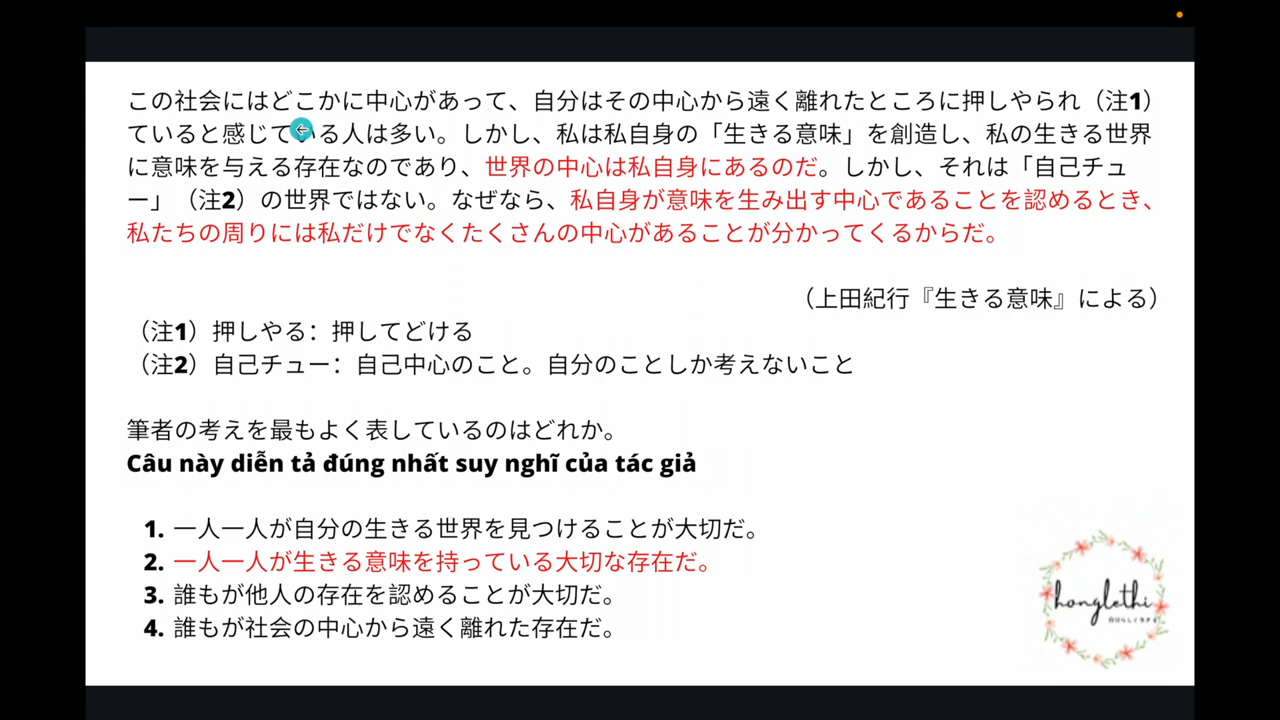 この社会にはどこかに中心があって、自分はその中心から遠く離れたところに押しやられ（注1）
ていると感じている人は多い。しかし、私は私自身の「生きる意味」を創造し、私の生きる世界
に意味を与える存在なのであり、世界の中心は私自身にあるのだ。しかし、それは「自己チュ
ー」（注2）の世界ではない。なぜなら、私自身が意味を生み出す中心であることを認めるとき、
私たちの周りには私だけでなくたくさんの中心があることが分かってくるからだ。
（上田紀行『生きる意味』による）
（注1）押しやる：押してどける
（注2）自己チュー：自己中心のこと。自分のことしか考えないこと
筆者の考えを最もよく表しているのはどれか。
Câu này diễn tả đúng nhất suy nghĩ của tác giả
1. 一人一人が自分の生きる世界を見つけることが大切だ。
2. 一人一人が生きる意味を持っている大切な存在だ。
3. 誰もが他人の存在を認めることが大切だ。
4. 誰もが社会の中心から遠く離れた存在だ。
honglethi